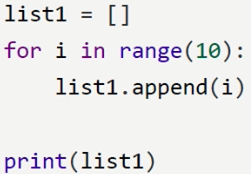 list1 = []
for i in range(10):
    list1.append(i)

print(list1)